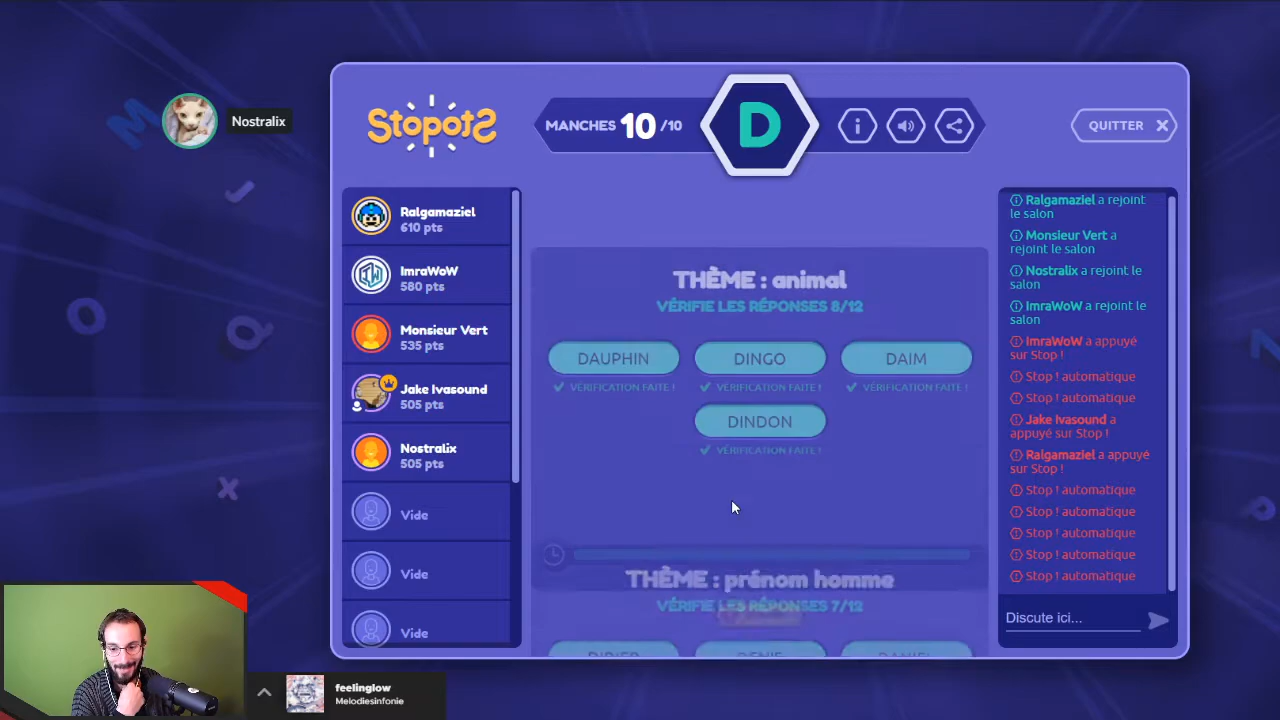 Nostralix
StopotS
MANCHES 10/10
D
i
QUITTER X
Ralgamaziel
610 pts
ImraWoW
580 pts
Monsieur Vert
535 pts
Jake Ivasound
505 pts
Nostralix
505 pts
Vide
Vide
Vide
THÈME : animal
VÉRIFIE LES RÉPONSES 8/12
DAUPHIN
DINGO
DAIM
VÉRIFICATION FAITE !
VÉRIFICATION FAITE !
VÉRIFICATION FAITE !
DINDON
VÉRIFICATION FAITE !
THÈME : prénom homme
VÉRIFIE LES RÉPONSES 7/12
DIDIER
DENIS
DANIEL
Ralgamaziel a rejoint
le salon
Monsieur Vert a
rejoint le salon
Nostralix a rejoint le
salon
ImraWoW a rejoint le
salon
ImraWoW a appuyé
sur Stop !
Stop ! automatique
Stop ! automatique
Jake Ivasound a
appuyé sur Stop !
Ralgamaziel a appuyé
sur Stop !
Stop ! automatique
Stop ! automatique
Stop ! automatique
Stop ! automatique
Stop ! automatique
Discute ici...
feelinglow
Melodiesinfonie